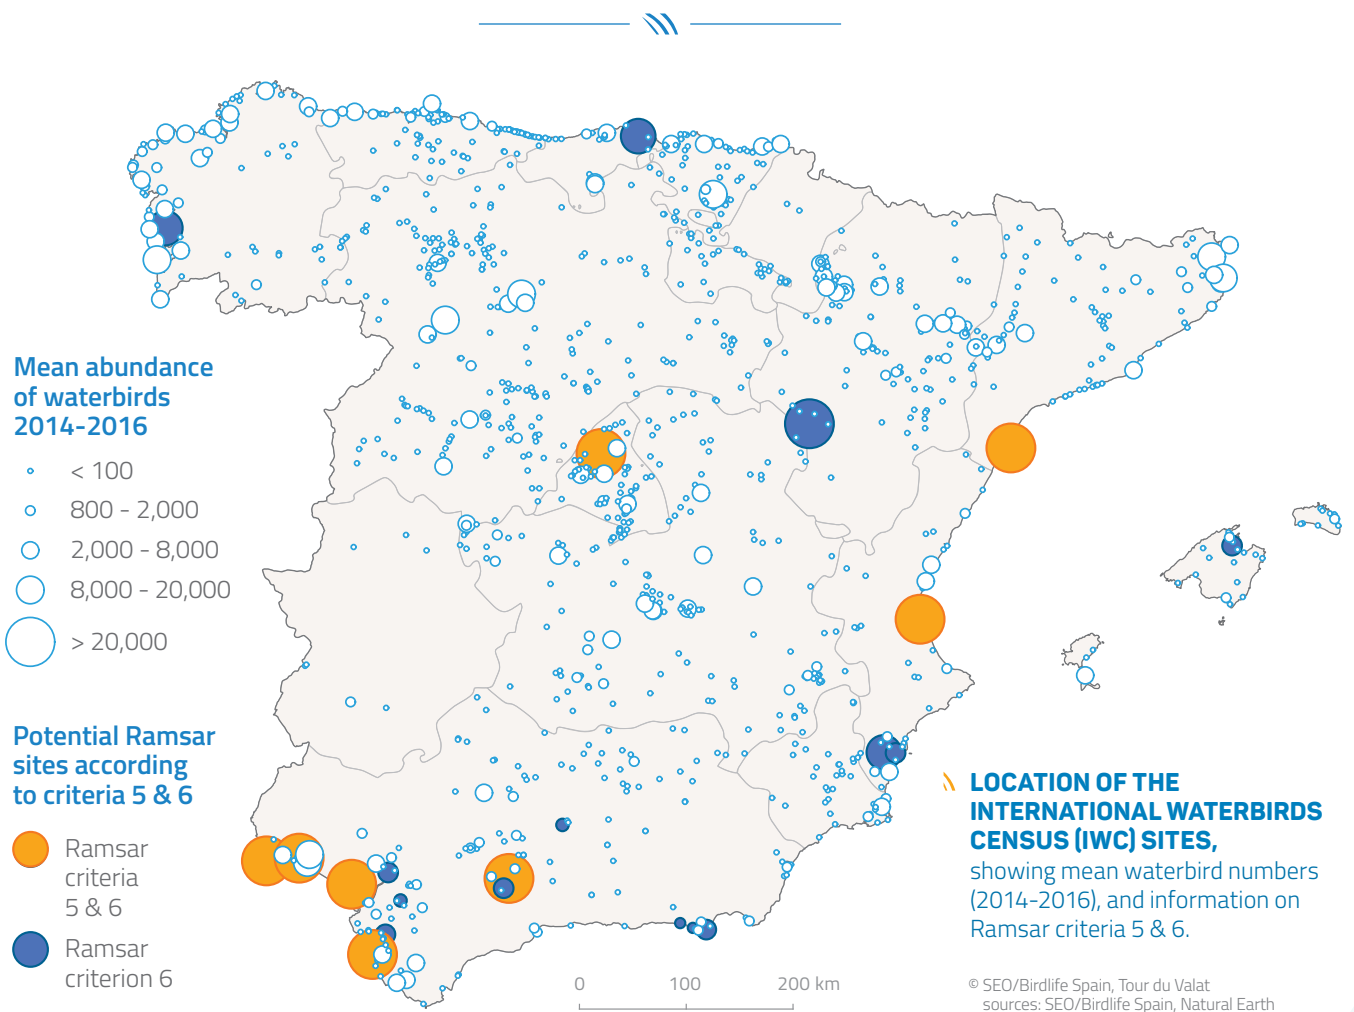 Mean abundance
of waterbirds
2014-2016
< 100
800 - 2,000
2,000 - 8,000
8,000 - 20,000
> 20,000
Potential Ramsar
sites according
to criteria 5 & 6
Ramsar
criteria
5 & 6
Ramsar
criterion 6
0 100 200 km
LOCATION OF THE
INTERNATIONAL WATERBIRDS
CENSUS (IWC) SITES,
showing mean waterbird numbers
(2014-2016), and information on
Ramsar criteria 5 & 6.
© SEO/Birdlife Spain, Tour du Valat
sources: SEO/Birdlife Spain, Natural Earth